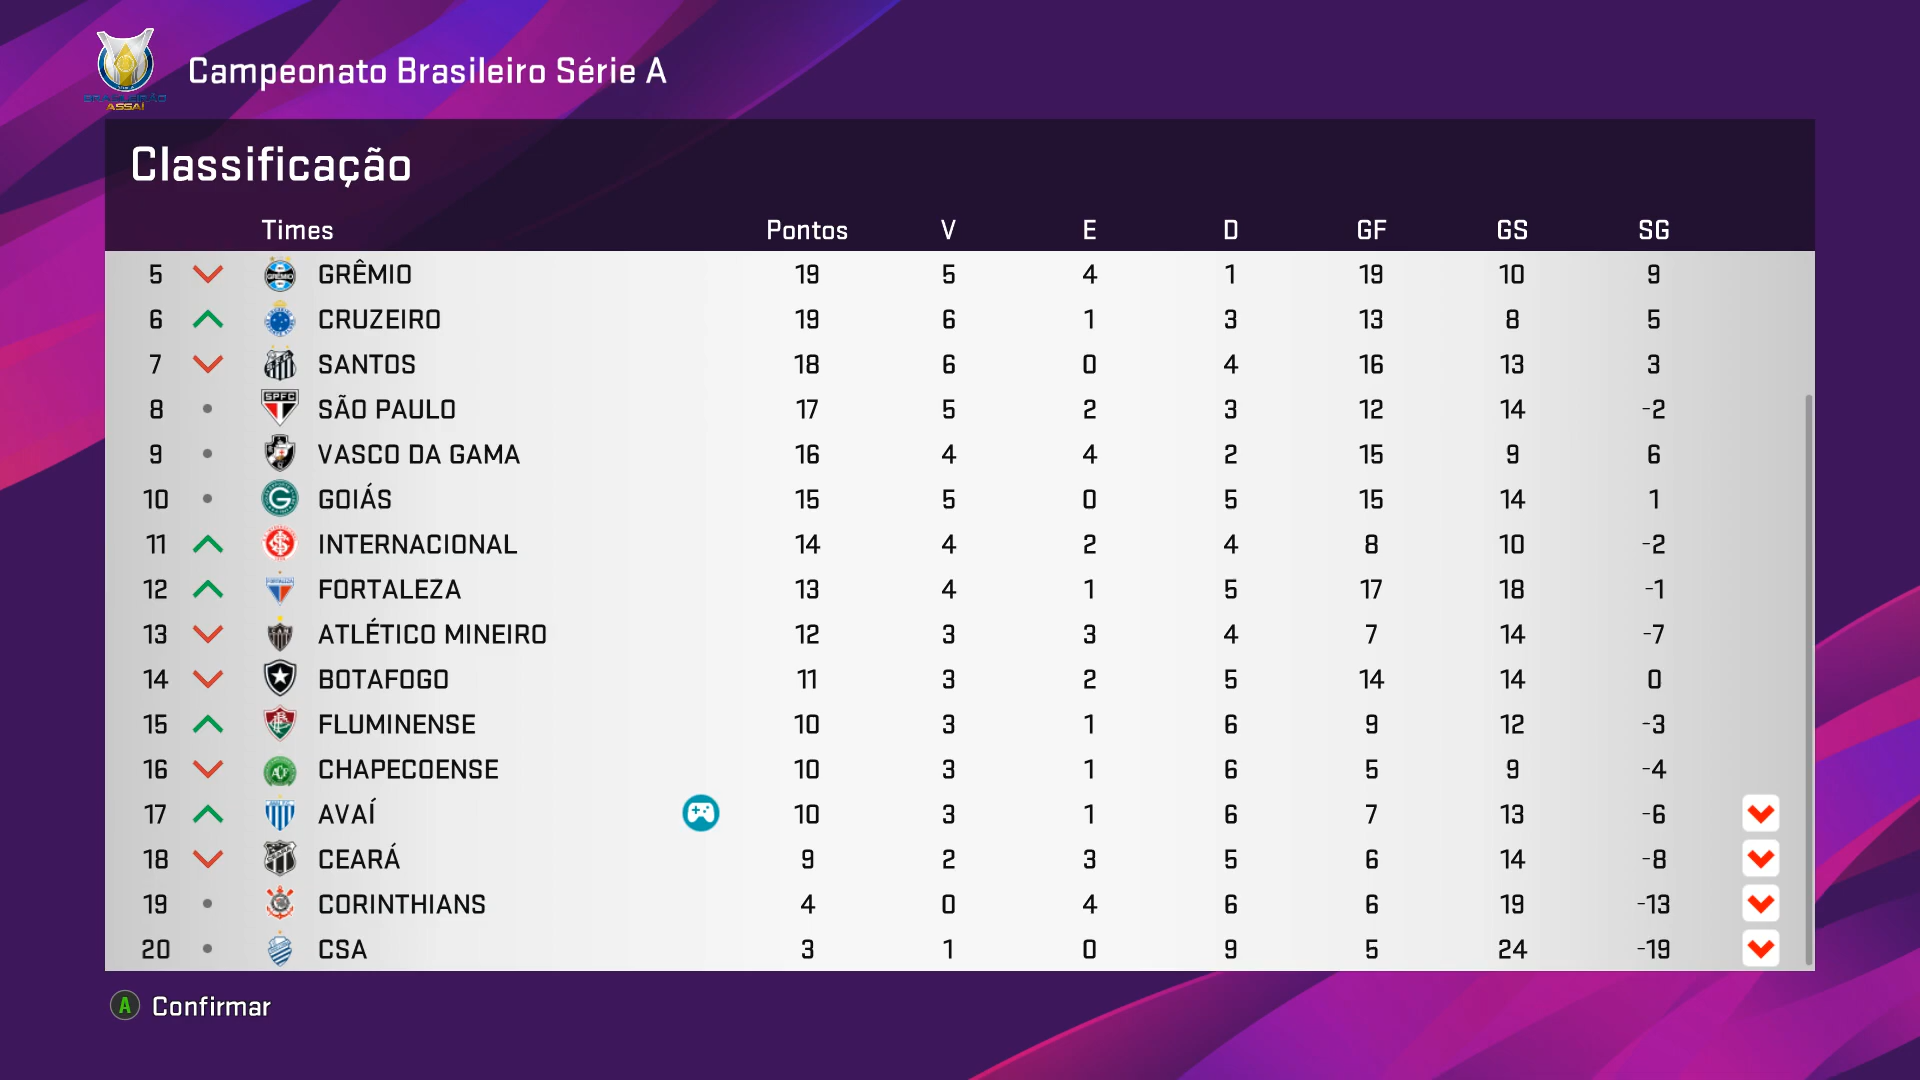 Campeonato Brasileiro Série A
BRASILEIRÃO
ASSAÍ
Classificação
Times Pontos V E D GF GS SG
5 GRÊMIO 19 5 4 1 19 10 9
6 CRUZEIRO 19 6 1 3 13 8 5
7 SANTOS 18 6 0 4 16 13 3
8 SPFC SÃO PAULO 17 5 2 3 12 14 -2
9 VASCO DA GAMA 16 4 4 2 15 9 6
10 G GOIÁS 15 5 0 5 15 14 1
11 INTERNACIONAL 14 4 2 4 8 10 -2
12 FORTALEZA 13 4 1 5 17 18 -1
13 ATLÉTICO MINEIRO 12 3 3 4 7 14 -7
14 BOTAFOGO 11 3 2 5 14 14 0
15 FLUMINENSE 10 3 1 6 9 12 -3
16 CHAPECOENSE 10 3 1 6 5 9 -4
17 AVAÍ 10 3 1 6 7 13 -6
18 CEARÁ 9 2 3 5 6 14 -8
19 CORINTHIANS 4 0 4 6 6 19 -13
20 CSA 3 1 0 9 5 24 -19
A Confirmar